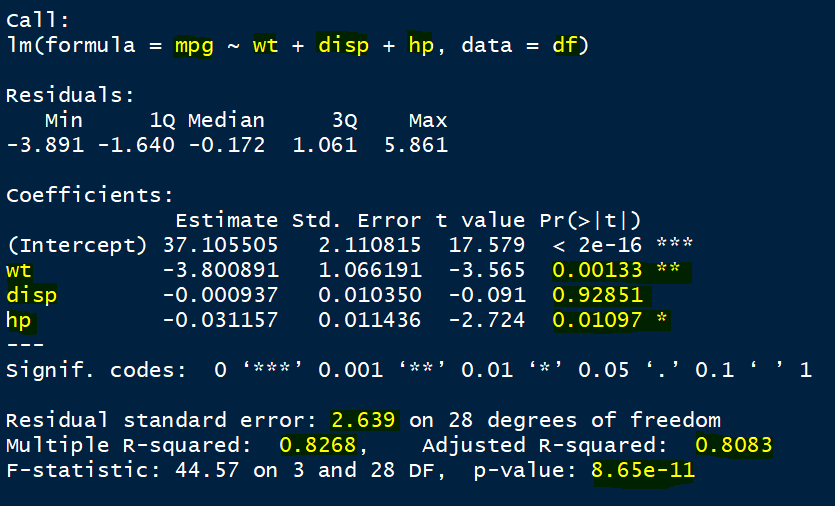 Call:
lm(formula = mpg ~ wt + disp + hp, data = df)
Residuals:
Min 1Q Median 3Q Max
-3.891 -1.640 -0.172 1.061 5.861
Coefficients:
Estimate Std. Error t value Pr(>|t|)
(Intercept) 37.105505 2.110815 17.579 < 2e-16 ***
wt -3.800891 1.066191 -3.565 0.00133 **
disp -0.000937 0.010350 -0.091 0.92851
hp -0.031157 0.011436 -2.724 0.01097 *
---
Signif. codes: 0 ‘***’ 0.001 ‘**’ 0.01 ‘*’ 0.05 ‘.’ 0.1 ‘ ’ 1
Residual standard error: 2.639 on 28 degrees of freedom
Multiple R-squared: 0.8268, Adjusted R-squared: 0.8083
F-statistic: 44.57 on 3 and 28 DF, p-value: 8.65e-11